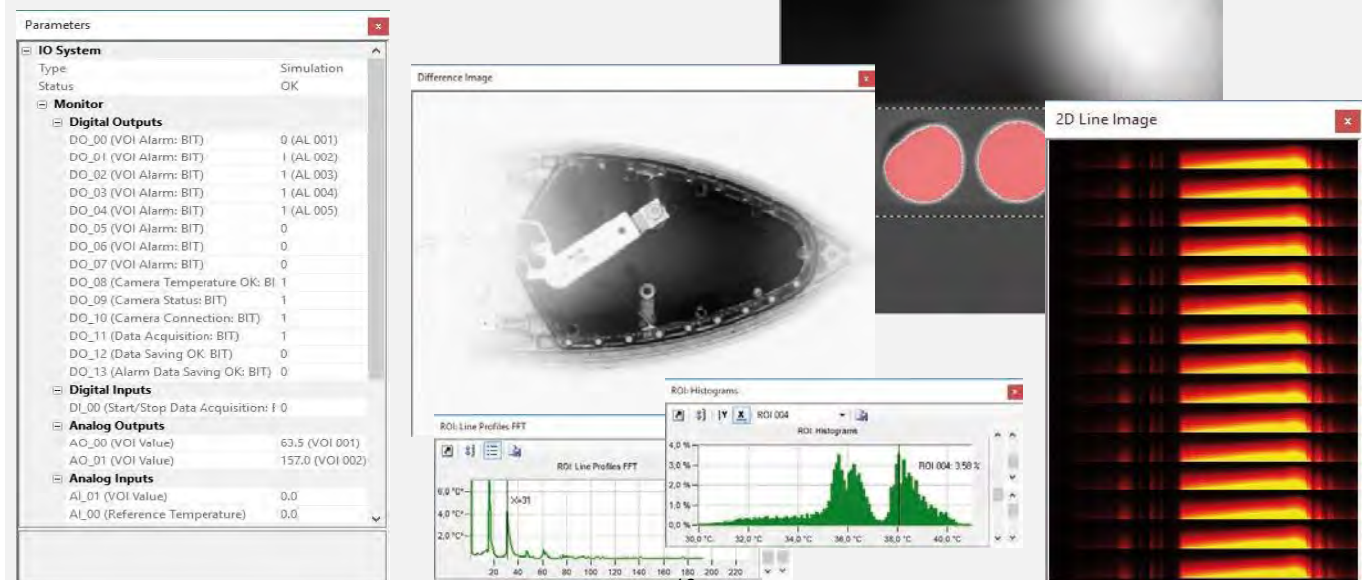 Parameters
IO System
Type Simulation
Status OK
Monitor
Digital Outputs
DO_00 (VOI Alarm: BIT) 0 (AL 001)
DO_01 (VOI Alarm: BIT) 1 (AL 002)
DO_02 (VOI Alarm: BIT) 1 (AL 003)
DO_03 (VOI Alarm: BIT) 1 (AL 004)
DO_04 (VOI Alarm: BIT) 1 (AL 005)
DO_05 (VOI Alarm: BIT) 0
DO_06 (VOI Alarm: BIT) 0
DO_07 (VOI Alarm: BIT) 0
DO_08 (Camera Temperature OK: BI 1
DO_09 (Camera Status: BIT) 1
DO_10 (Camera Connection: BIT) 1
DO_11 (Data Acquisition: BIT) 1
DO_12 (Data Saving OK: BIT) 0
DO_13 (Alarm Data Saving OK: BIT) 0
Digital Inputs
DI_00 (Start/Stop Data Acquisition: 0
Analog Outputs
AO_00 (VOI Value) 63.5 (VOI 001)
AO_01 (VOI Value) 157.0 (VOI 002)
Analog Inputs
AI_01 (VOI Value) 0.0
AI_00 (Reference Temperature) 0.0
Difference Image
ROI: Line Profiles FFT
ROI: Line Profiles FFT
6,0 °C
X=31
4,0 °C
2,0 °C
20 40 60 80 100 120 140 160 180 200 220
ROI: Histograms
Y X ROI 004
ROI: Histograms
4,0 %
3,0 % ROI 004: 3.58 %
2,0 %
1,0 %
0,0 %
30,0 °C 32,0 °C 34,0 °C 36,0 °C 38,0 °C 40,0 °C
2D Line Image